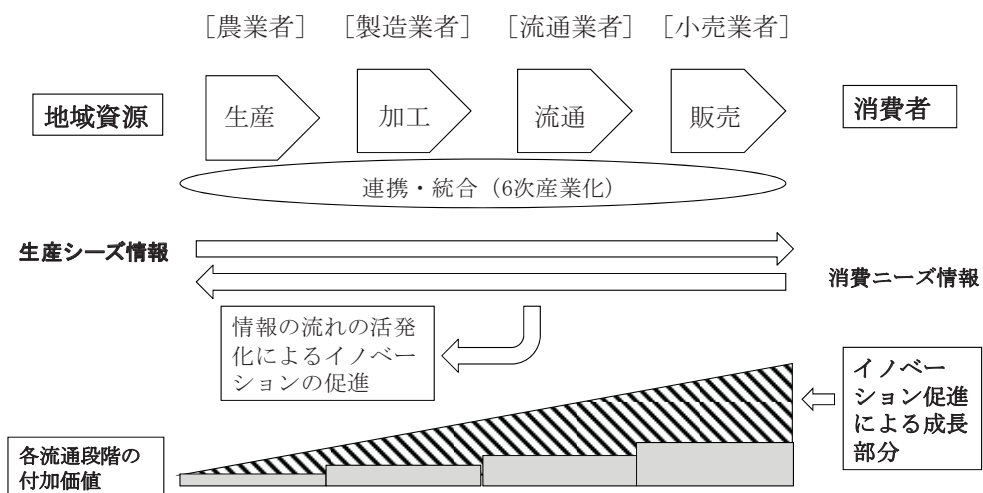 ［農業者］ ［製造業者］ ［流通業者］ ［小売業者］
地域資源
生産
加工
流通
販売
消費者
連携・統合（6次産業化）
生産シーズ情報
消費ニーズ情報
情報の流れの活発
化によるイノベー
ションの促進
イノベー
ション促進
による成長
部分
各流通段階の
付加価値